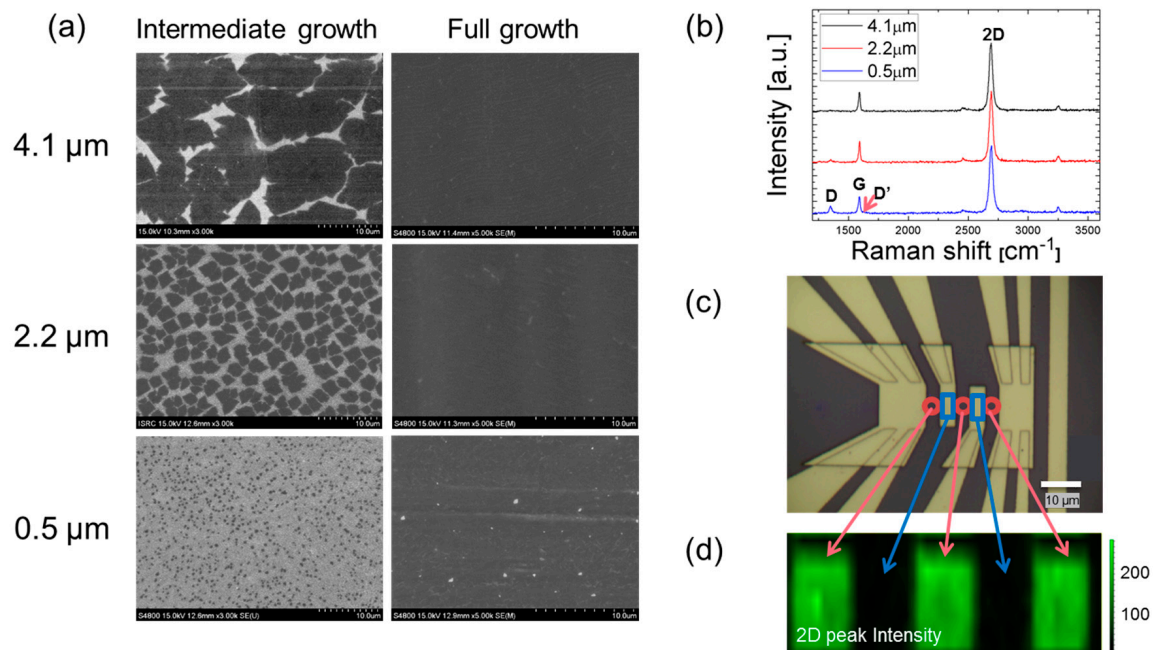 (a)
Intermediate growth
Full growth
4.1 μm
15.0kV 10.3mm x3.00k
10.0um
S4800 15.0kV 11.4mm x5.00k SE(M)
10.0um
2.2 μm
ISRC 15.0kV 12.6mm x3.00k
10.0um
S4800 15.0kV 11.3mm x5.00k SE(M)
10.0um
0.5 μm
S4800 15.0kV 12.6mm x3.00k SE(U)
10.0um
S4800 15.0kV 12.9mm x5.00k SE(M)
10.0um
(b)
4.1μm
2.2μm
0.5μm
2D
D
G
D’
Intensity [a.u.]
1500 2000 2500 3000 3500
Raman shift [cm⁻¹]
(c)
10 μm
(d)
2D peak Intensity
200
100